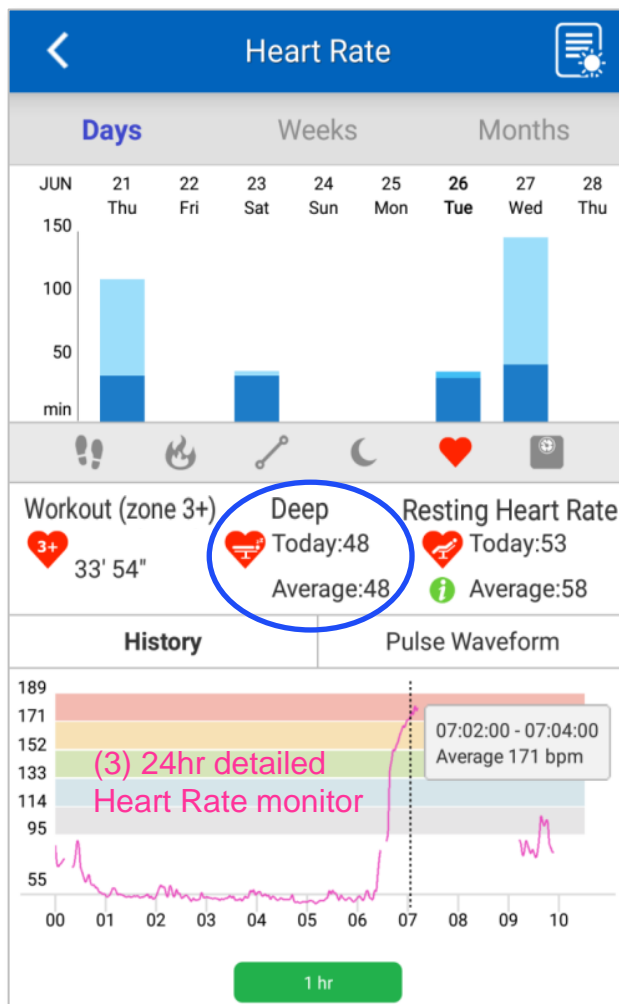 Heart Rate
Days Weeks Months
JUN 21 22 23 24 25 26 27 28
Thu Fri Sat Sun Mon Tue Wed Thu
150
100
50
min
Workout (zone 3+) Deep Resting Heart Rate
3+ Today:48 Today:53
33' 54"
Average:48 i Average:58
History Pulse Waveform
189
171
07:02:00 - 07:04:00
152
Average 171 bpm
(3) 24hr detailed
133
Heart Rate monitor
114
95
55
00 01 02 03 04 05 06 07 08 09 10
1 hr